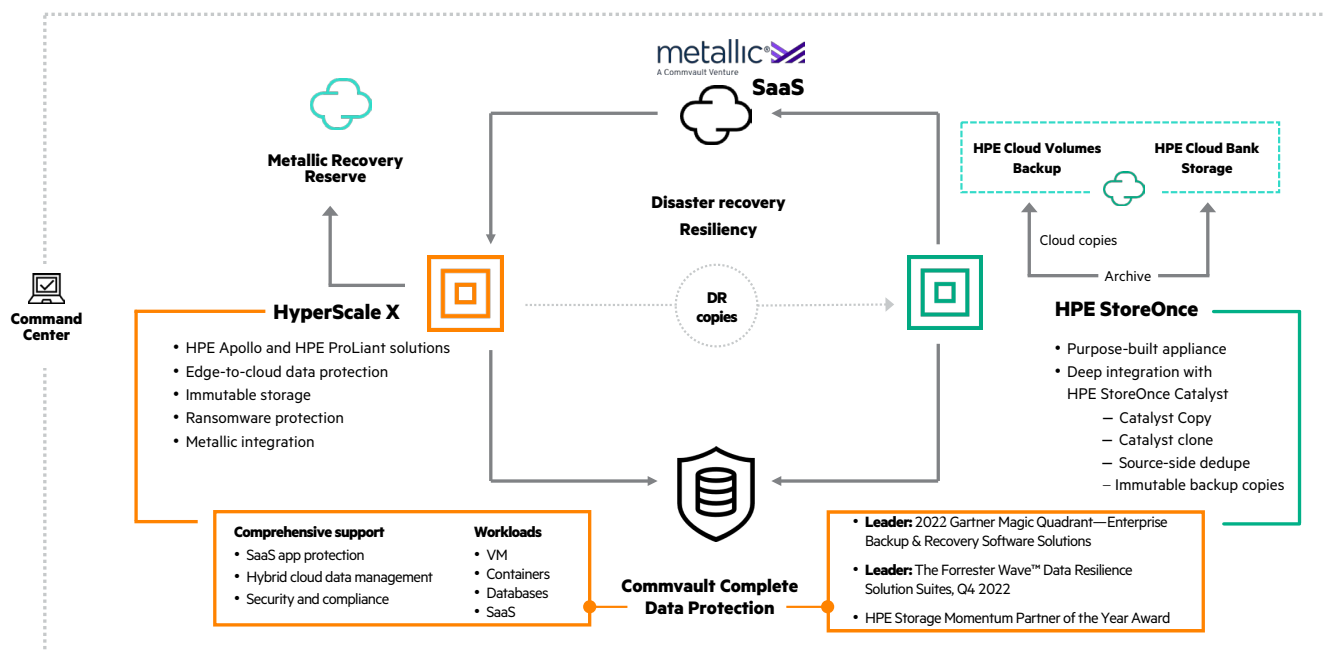 metallic®
A Commvault Venture
SaaS
Metallic Recovery
Reserve
HPE Cloud Volumes
Backup
HPE Cloud Bank
Storage
Disaster recovery
Resiliency
Cloud copies
Archive
Command
Center
HyperScale X
DR
copies
HPE StoreOnce
• HPE Apollo and HPE ProLiant solutions
• Edge-to-cloud data protection
• Immutable storage
• Ransomware protection
• Metallic integration
• Purpose-built appliance
• Deep integration with
HPE StoreOnce Catalyst
– Catalyst Copy
– Catalyst clone
– Source-side dedupe
– Immutable backup copies
Comprehensive support
• SaaS app protection
• Hybrid cloud data management
• Security and compliance
Workloads
• VM
• Containers
• Databases
• SaaS
Commvault Complete
Data Protection
• Leader: 2022 Gartner Magic Quadrant—Enterprise
Backup & Recovery Software Solutions
• Leader: The Forrester Wave™ Data Resilience
Solution Suites, Q4 2022
• HPE Storage Momentum Partner of the Year Award